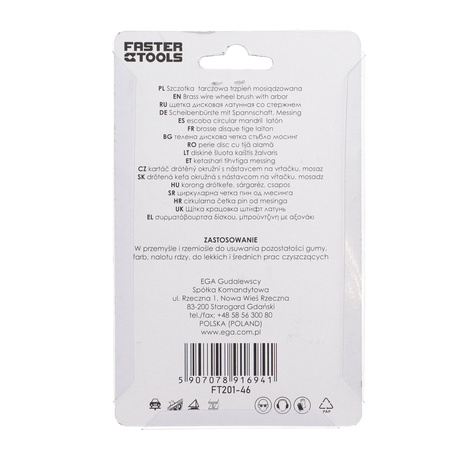 FASTER
TOOLS
PL Szczotka tarczowa trzpień mosiądzowana
EN Brass wire wheel brush with arbor
RU щетка дисковая латунная со стержнем
DE Scheibenbürste mit Spannschaft, Messing
ES escoba circular mandril latón
FR brosse disque tige laiton
BG телена дискова четка стъбло мосинг
RO perie disc cu tijă alamă
LT diskinė šluota kaištis žalvaris
ET ketashari tihvtiga messing
CZ kartáč drátěný okružní s nástavcem na vrtačku, mosaz
SK drôtená keta okružná s nástavcem na vŕtačku, mosadz
HU korong drótkefe, sárgaréz, csapos
SR циркуларна четка пин од месинга
HR cirkularna četka pin od mesinga
UK Щітка крацовка штифт латунь
EL συρματόβουρτσα δίσκου, μπρούντζινη με αξονάκι
ZASTOSOWANIE
W przemyśle i rzemiośle do usuwania pozostałości gumy,
farb, nalotu rdzy, do lekkich i średnich prac czyszczących
EGA Gudalewscy
Spółka Komandytowa
ul. Rzeczna 1, Nowa Wieś Rzeczna
83-200 Starogard Gdański
tel./fax: +48 58 56 300 80
POLSKA (POLAND)
www.ega.com.pl
5 907078 916941
FT201-46
PAP